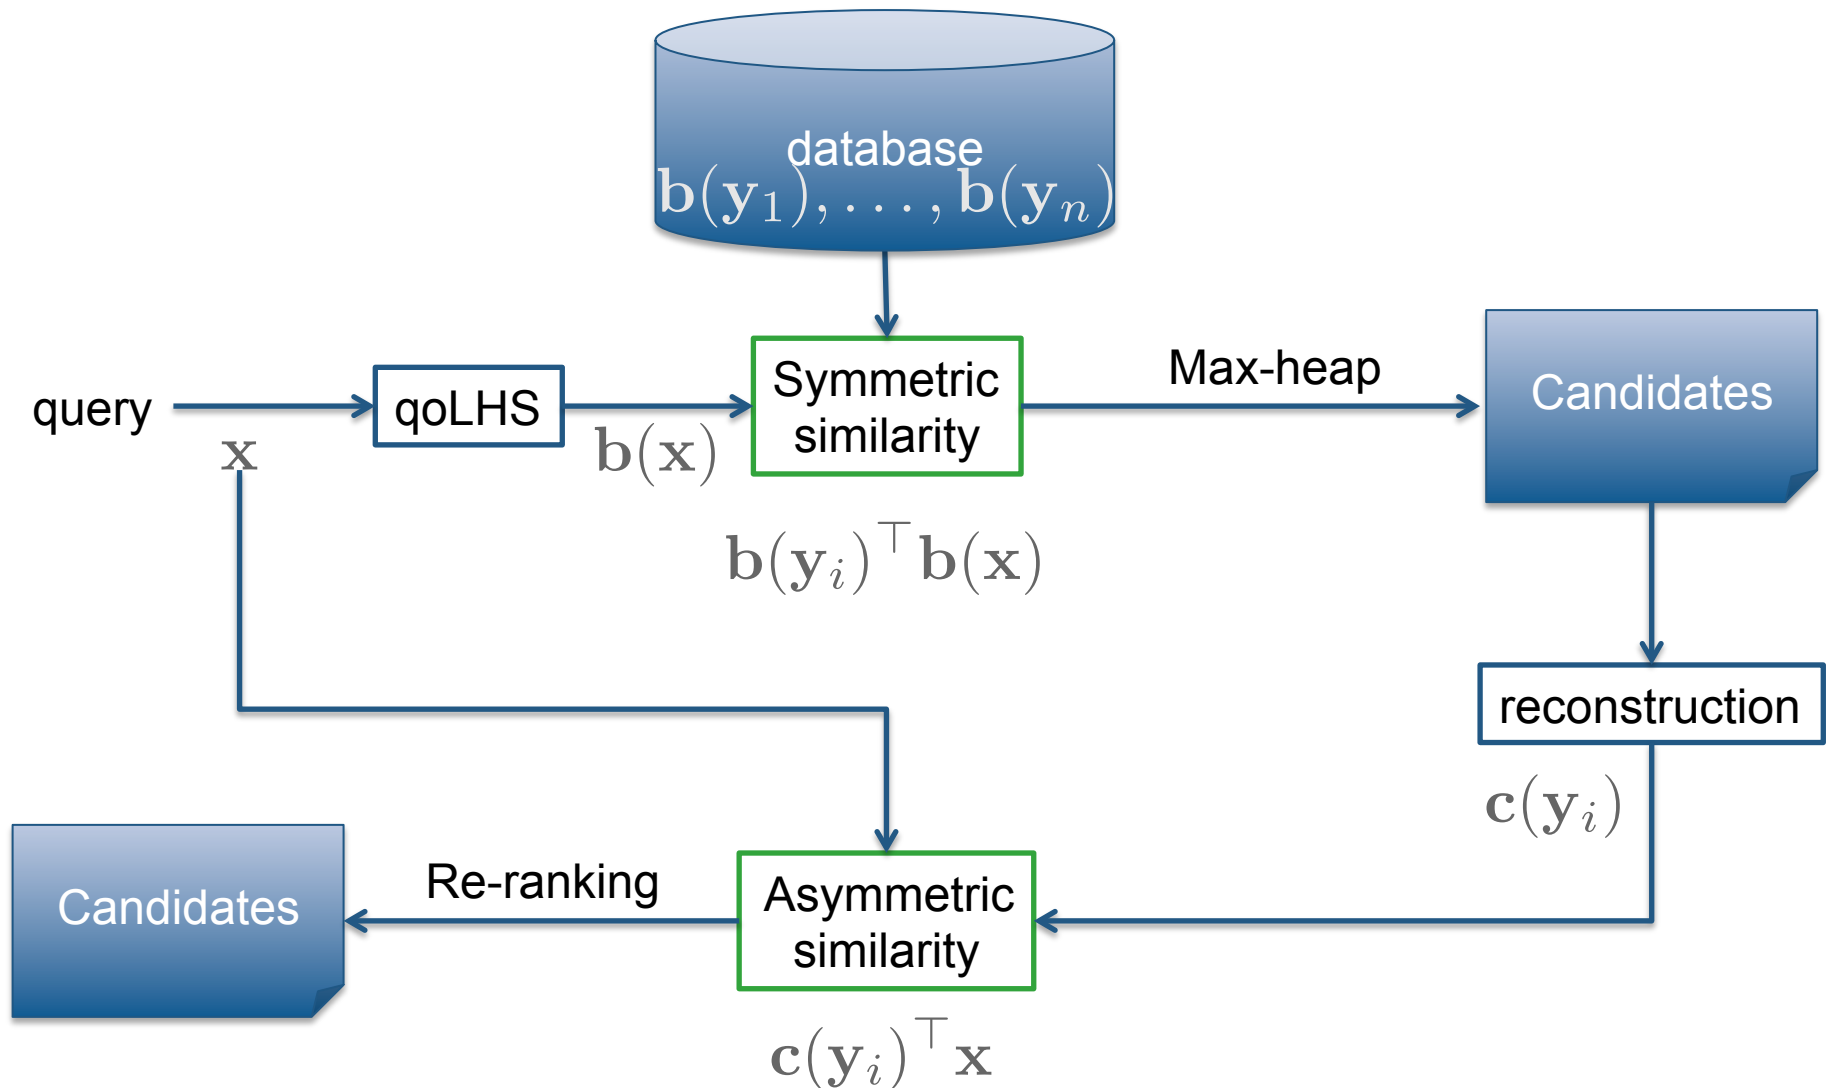 database
b(y₁), . . . , b(yₙ)
query
x
qoLHS
b(x)
Symmetric
similarity
b(yᵢ)^⊤ b(x)
Max-heap
Candidates
reconstruction
c(yᵢ)
Asymmetric
similarity
c(yᵢ)^⊤ x
Re-ranking
Candidates